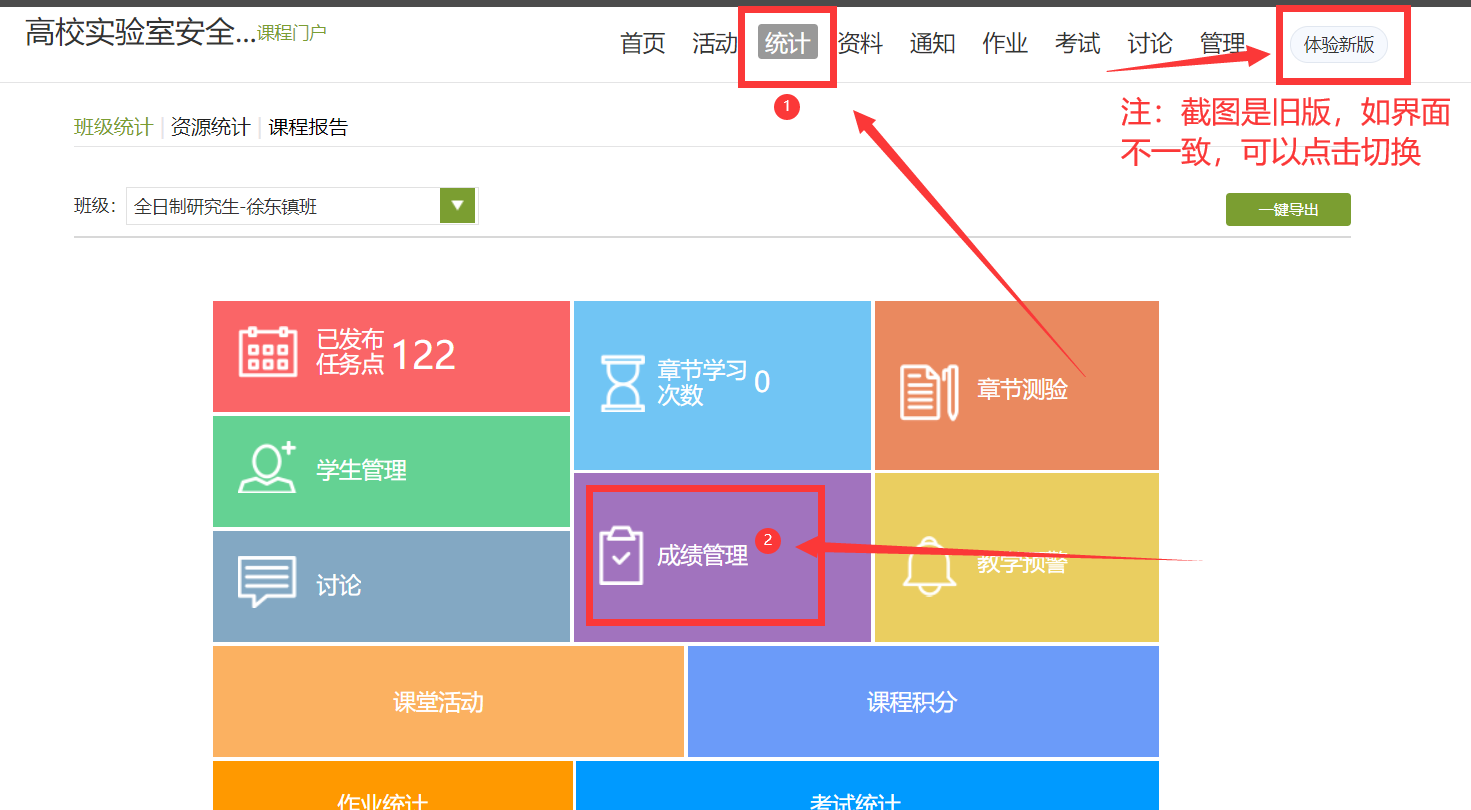 高校实验室安全...课程门户
首页 活动 统计 资料 通知 作业 考试 讨论 管理 体验新版
1
注：截图是旧版，如界面
不一致，可以点击切换
班级统计 | 资源统计 | 课程报告
班级： 全日制研究生-徐东镇班
一键导出
已发布
任务点 122
章节学习
次数 0
章节测验
学生管理
成绩管理 2
教学预警
讨论
课堂活动
课程积分
作业统计
考试统计